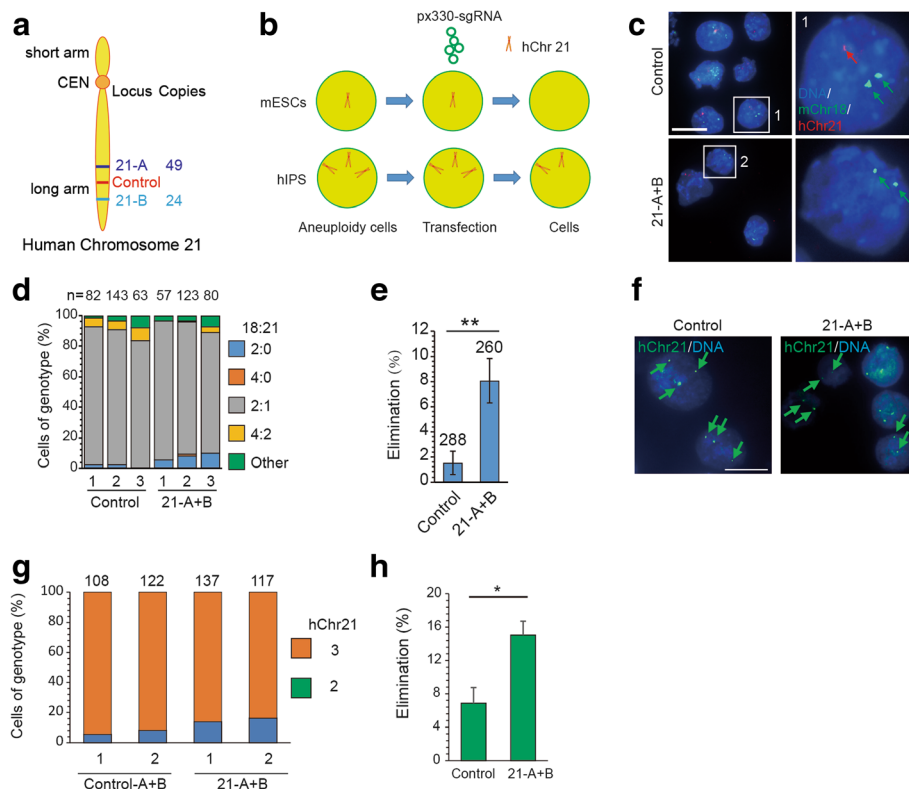 a
short arm
CEN
Locus Copies
21-A 49
Control
long arm
21-B 24
Human Chromosome 21
b
px330-sgRNA
hChr 21
mESCs
hIPS
Aneuploidy cells
Transfection
Cells
c
Control
1
1
DNA/
mChr18/
hChr21
21-A+B
2
d
n= 82 143 63 57 123 80
Cells of genotype (%)
100
80
60
40
20
0
1 2 3 1 2 3
Control 21-A+B
18:21
2:0
4:0
2:1
4:2
Other
e
**
Elimination (%)
12
10
8
6
4
2
0
288
260
Control
21-A+B
f
Control
21-A+B
hChr21/DNA
hChr21/DNA
g
108 122 137 117
Cells of genotype (%)
100
80
60
40
20
0
1 2 1 2
Control-A+B 21-A+B
hChr21
3
2
h
*
Elimination (%)
20
16
12
8
4
0
Control 21-A+B